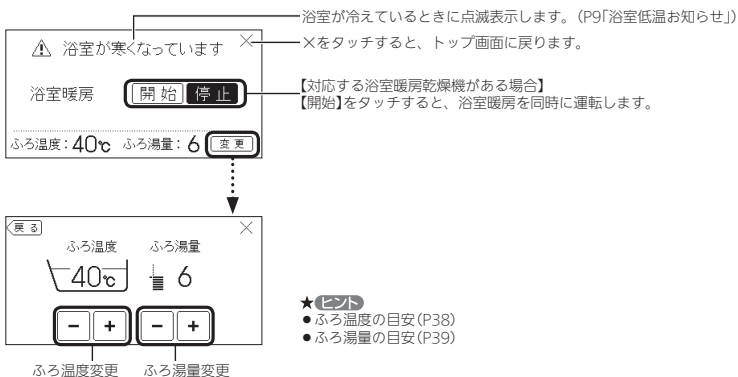 浴室が冷えているときに点滅表示します。（P9「浴室低温お知らせ」）
浴室が寒くなっています ×
×をタッチすると、トップ画面に戻ります。
浴室暖房 開始 停止
【対応する浴室暖房乾燥機がある場合】
【開始】をタッチすると、浴室暖房を同時に運転します。
ふろ温度：40℃ ふろ湯量：6 変更
戻る ×
ふろ温度 ふろ湯量
40℃ 6
− + − +
ふろ温度変更 ふろ湯量変更
★ヒント
●ふろ温度の目安（P38）
●ふろ湯量の目安（P39）